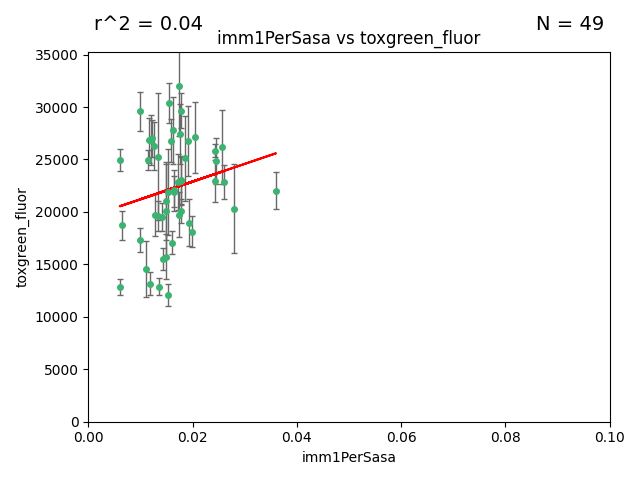 r^2 = 0.04
N = 49
imm1PerSasa vs toxgreen_fluor
35000
30000
25000
20000
15000
10000
5000
0
toxgreen_fluor
0.00
0.02
0.04
0.06
0.08
0.10
imm1PerSasa